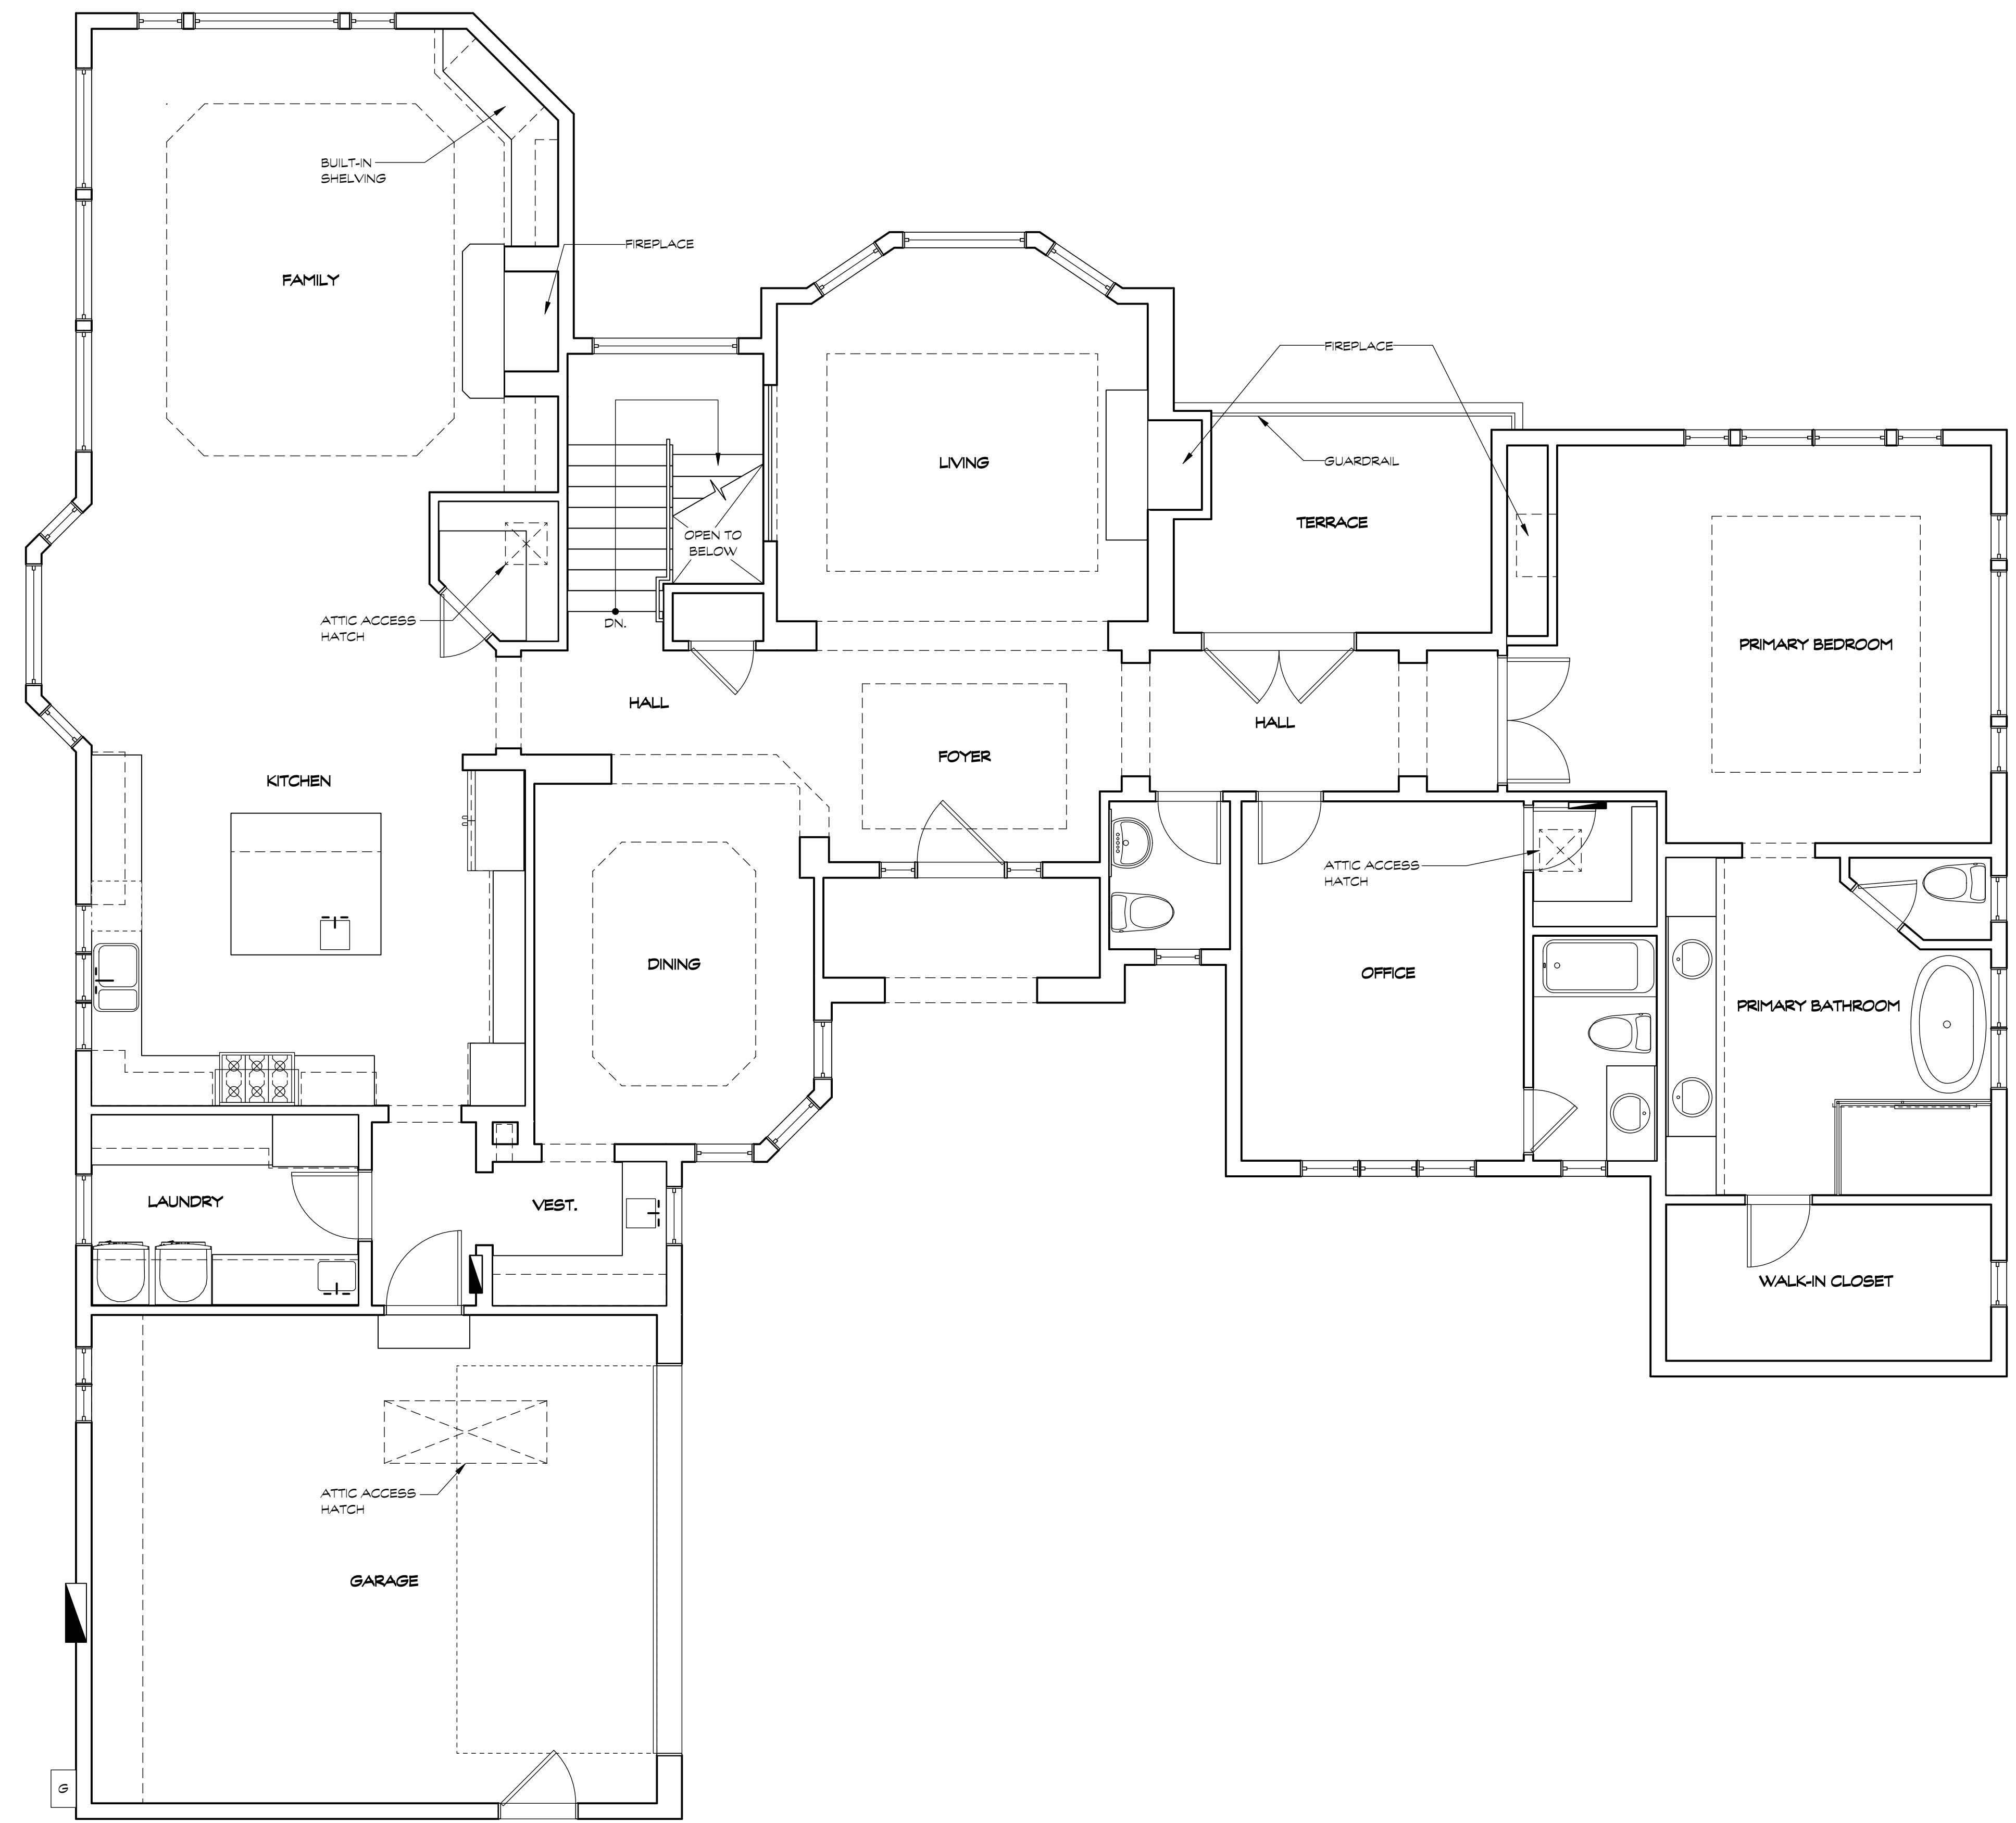 BUILT-IN
SHELVING
FIREPLACE
FAMILY
FIREPLACE
LIVING
GUARDRAIL
TERRACE
OPEN TO
BELOW
ATTIC ACCESS
HATCH
DN.
PRIMARY BEDROOM
HALL
HALL
FOYER
KITCHEN
ATTIC ACCESS
HATCH
DINING
OFFICE
PRIMARY BATHROOM
LAUNDRY
VEST.
WALK-IN CLOSET
ATTIC ACCESS
HATCH
GARAGE
G